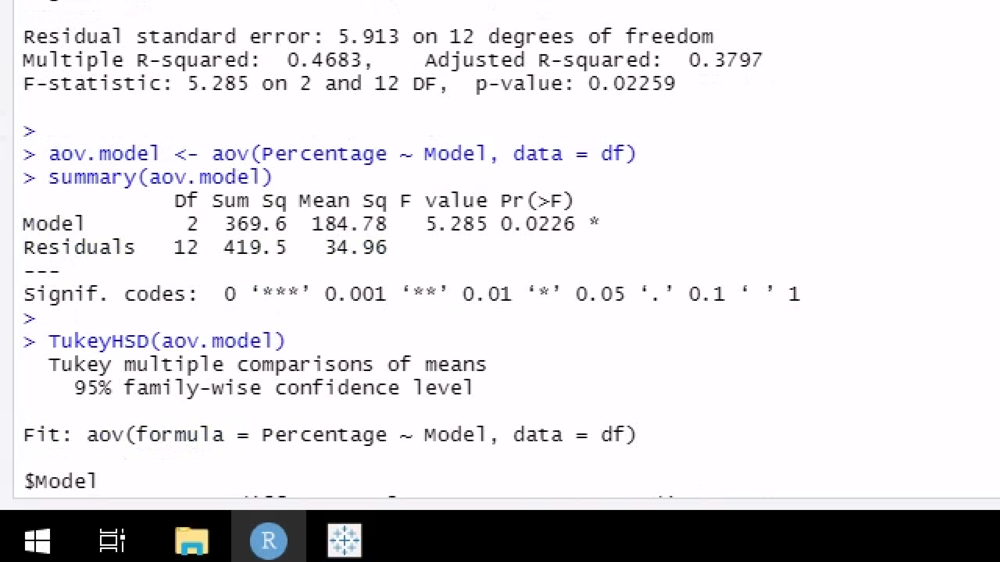 Residual standard error: 5.913 on 12 degrees of freedom
Multiple R-squared:  0.4683,    Adjusted R-squared:  0.3797
F-statistic: 5.285 on 2 and 12 DF,  p-value: 0.02259
>
> aov.model <- aov(Percentage ~ Model, data = df)
> summary(aov.model)
            Df Sum Sq Mean Sq F value Pr(>F)
Model        2  369.6  184.78   5.285 0.0226 *
Residuals   12  419.5   34.96
---
Signif. codes:  0 ‘***’ 0.001 ‘**’ 0.01 ‘*’ 0.05 ‘.’ 0.1 ‘ ’ 1
>
> TukeyHSD(aov.model)
  Tukey multiple comparisons of means
    95% family-wise confidence level
Fit: aov(formula = Percentage ~ Model, data = df)
$Model
R